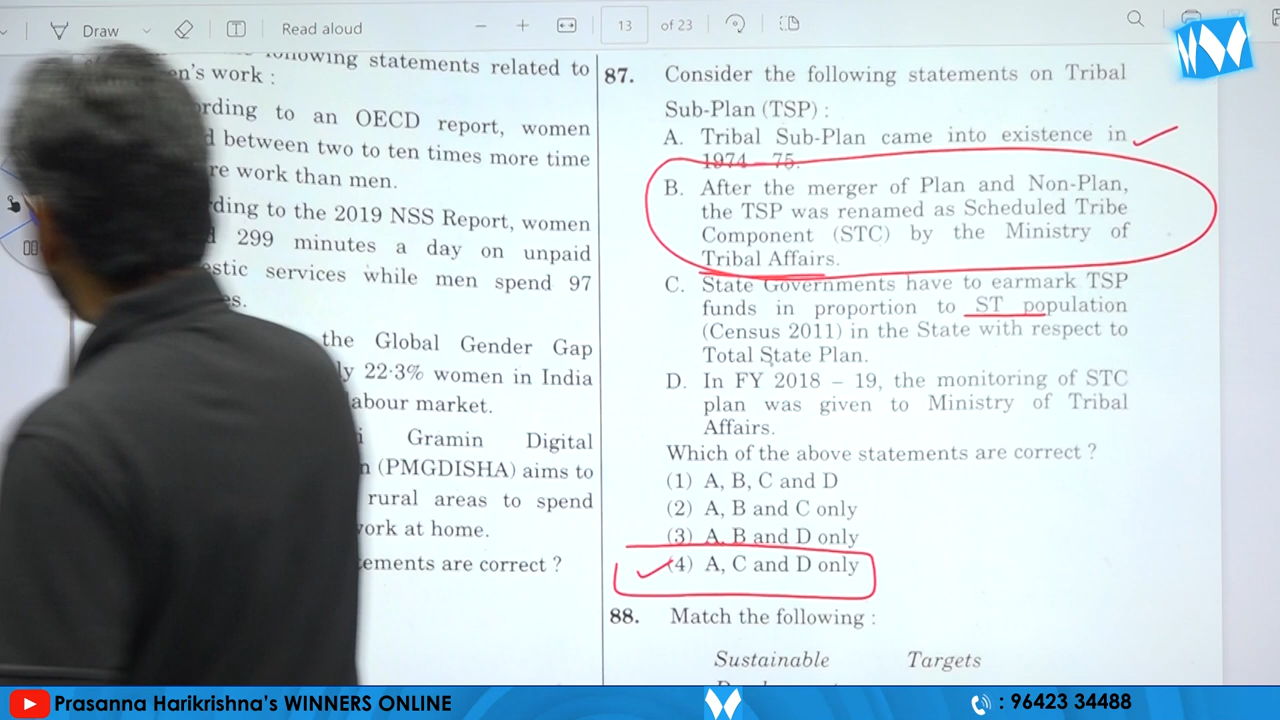 Draw
Read aloud
13
of 23
following statements related to
en's work :
rding to an OECD report, women
d between two to ten times more time
re work than men.
ding to the 2019 NSS Report, women
299 minutes a day on unpaid
estic services while men spend 97
es.
the Global Gender Gap
ly 22·3% women in India
abour market.
i Gramin Digital
n (PMGDISHA) aims to
rural areas to spend
work at home.
tements are correct ?
87. Consider the following statements on Tribal
Sub-Plan (TSP) :
A. Tribal Sub-Plan came into existence in
1974 – 75.
B. After the merger of Plan and Non-Plan,
the TSP was renamed as Scheduled Tribe
Component (STC) by the Ministry of
Tribal Affairs.
C. State Governments have to earmark TSP
funds in proportion to ST population
(Census 2011) in the State with respect to
Total State Plan.
D. In FY 2018 – 19, the monitoring of STC
plan was given to Ministry of Tribal
Affairs.
Which of the above statements are correct ?
(1) A, B, C and D
(2) A, B and C only
(3) A, B and D only
(4) A, C and D only
88. Match the following :
Sustainable Targets
Prasanna Harikrishna's WINNERS ONLINE
: 96423 34488